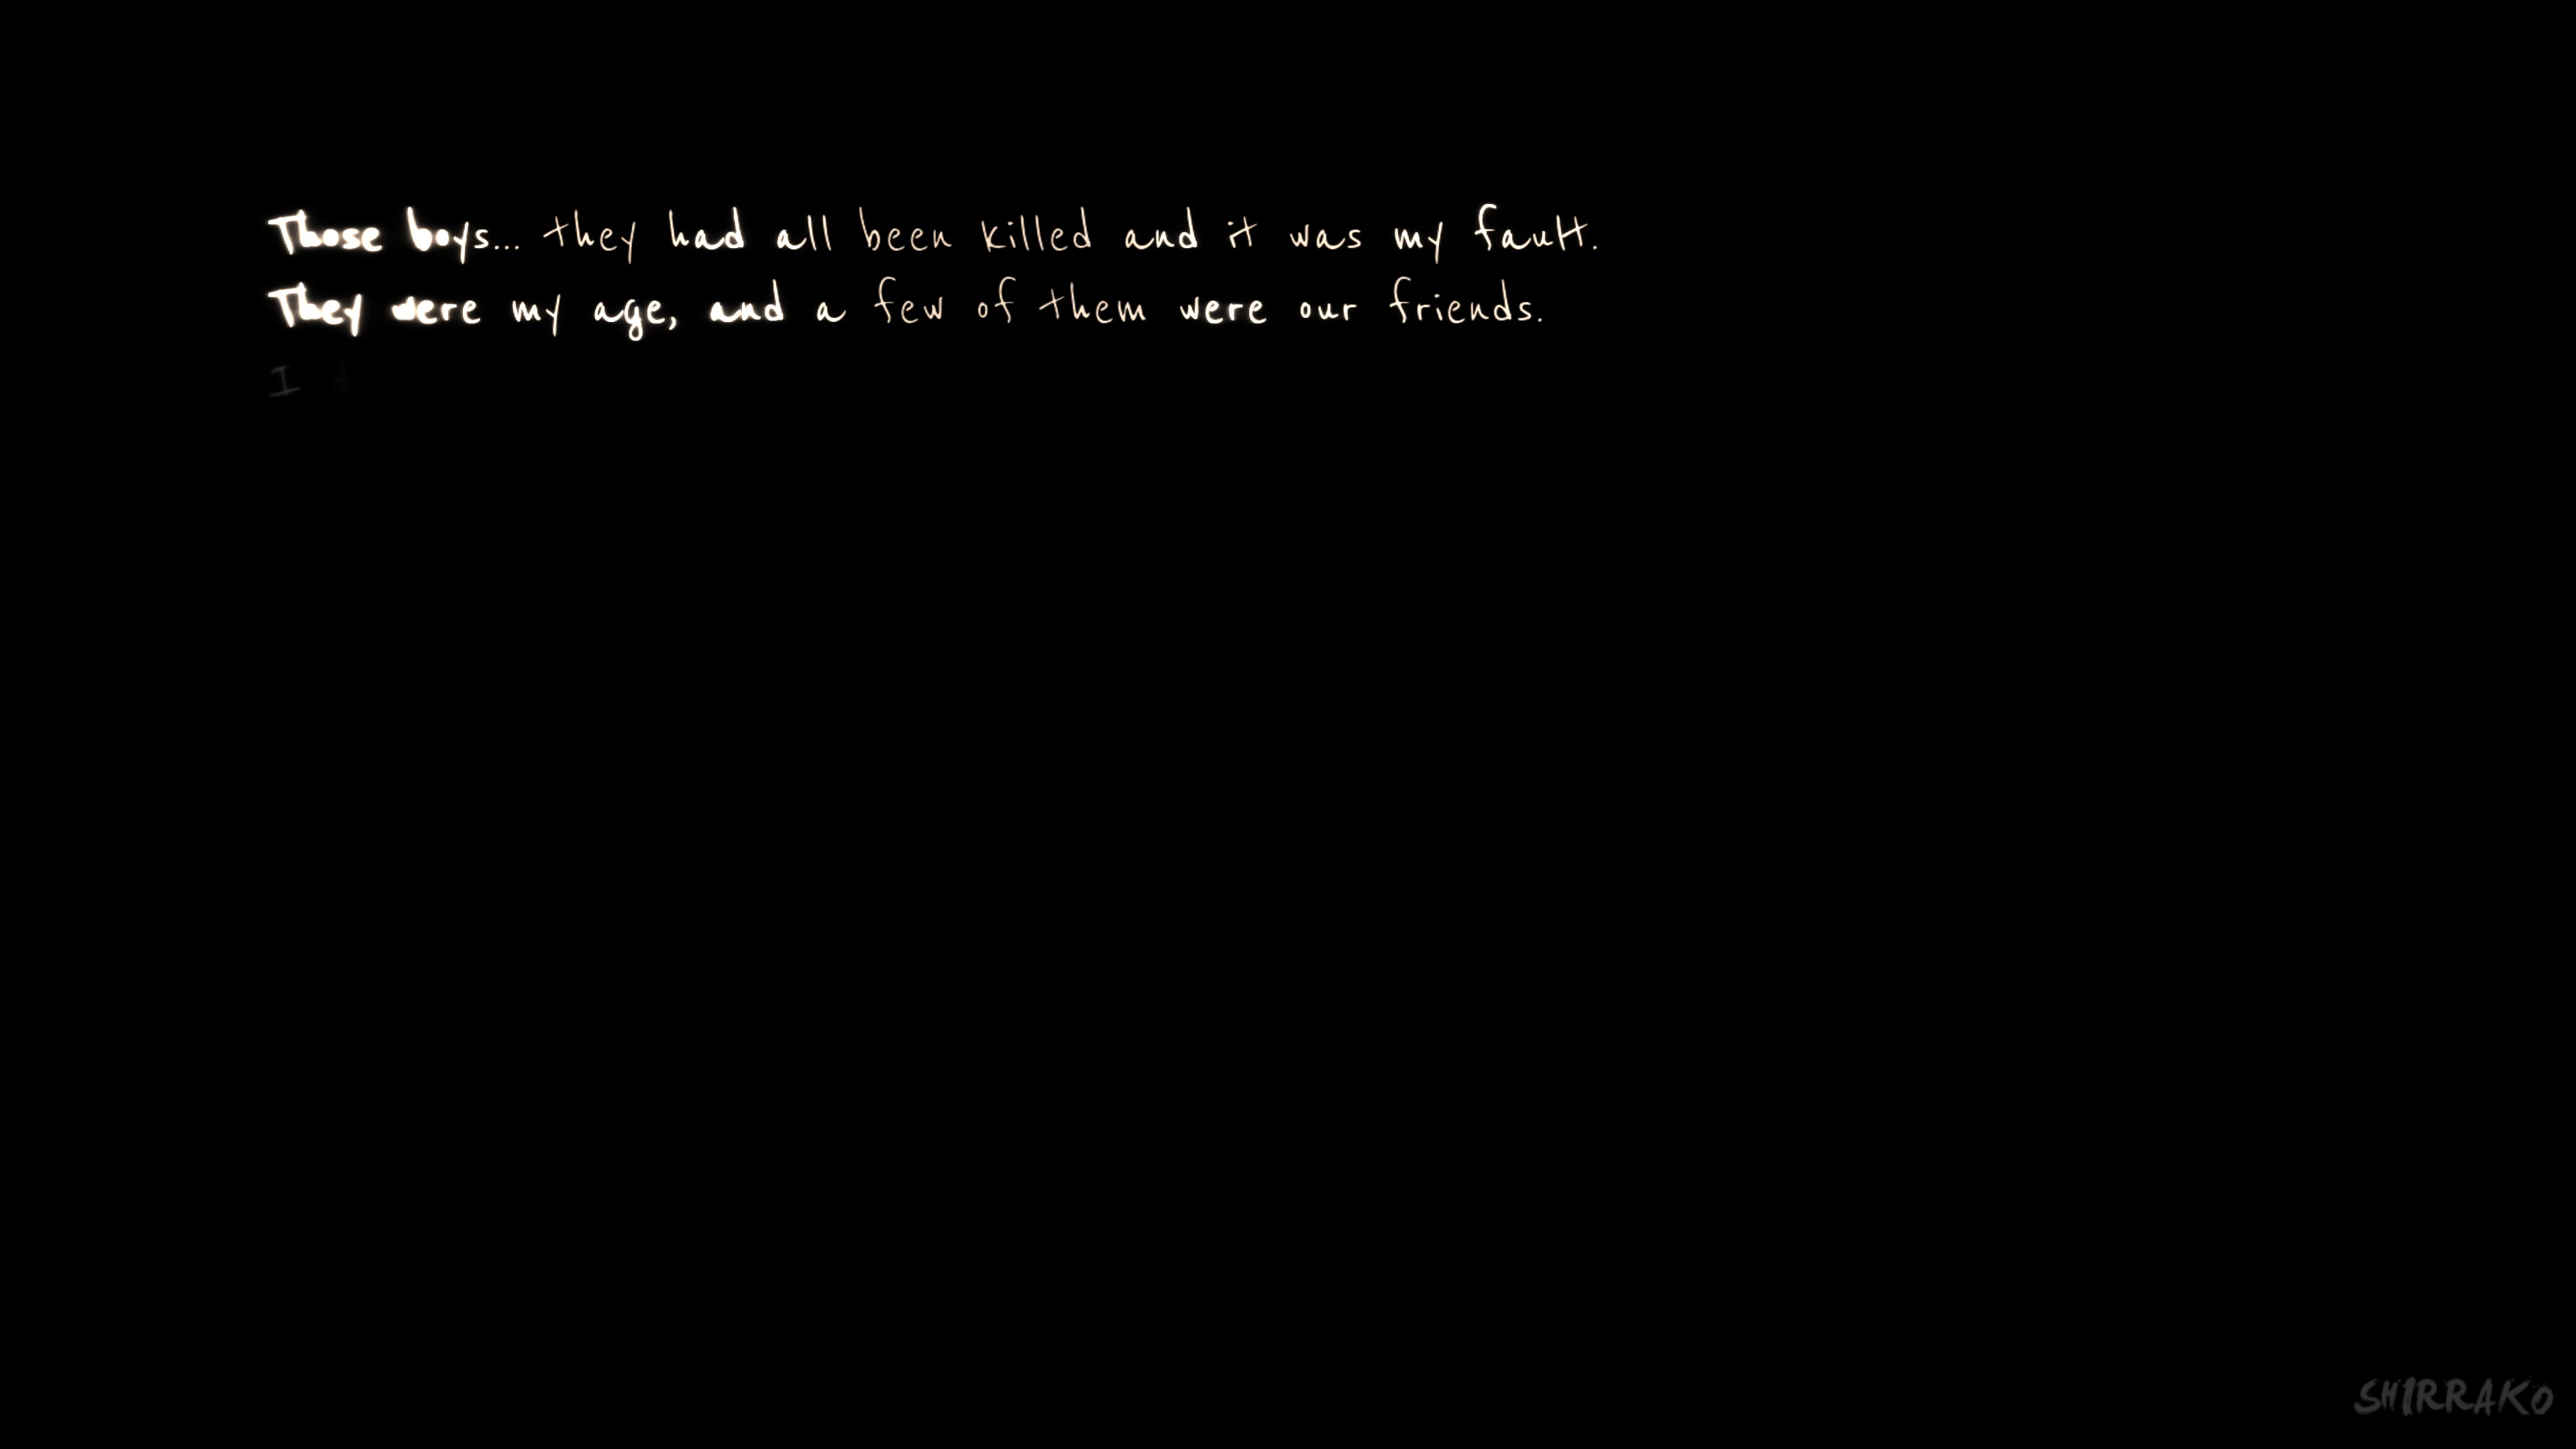 Those boys... they had all been killed and it was my fault.
They were my age, and a few of them were our friends.
I d
SHIRRAKO